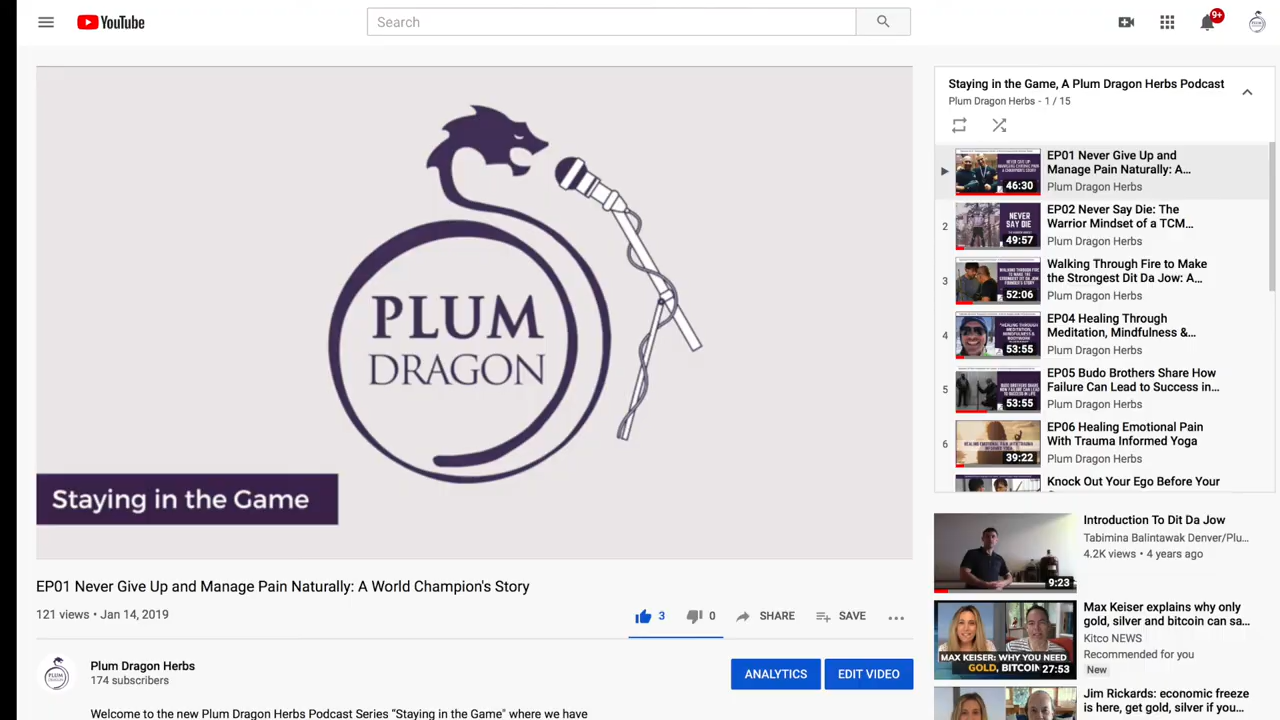 YouTube
Search
9+
PLUM
DRAGON
Staying in the Game
EP01 Never Give Up and Manage Pain Naturally: A World Champion's Story
121 views • Jan 14, 2019
3
0
SHARE
SAVE
Plum Dragon Herbs
174 subscribers
ANALYTICS
EDIT VIDEO
Welcome to the new Plum Dragon Herbs Podcast Series “Staying in the Game" where we have
Staying in the Game, A Plum Dragon Herbs Podcast
Plum Dragon Herbs - 1 / 15
46:30
EP01 Never Give Up and
Manage Pain Naturally: A...
Plum Dragon Herbs
2
NEVER
SAY DIE
49:57
EP02 Never Say Die: The
Warrior Mindset of a TCM...
Plum Dragon Herbs
3
52:06
Walking Through Fire to Make
the Strongest Dit Da Jow: A...
Plum Dragon Herbs
4
53:55
EP04 Healing Through
Meditation, Mindfulness &...
Plum Dragon Herbs
5
53:55
EP05 Budo Brothers Share How
Failure Can Lead to Success in...
Plum Dragon Herbs
6
39:22
EP06 Healing Emotional Pain
With Trauma Informed Yoga
Plum Dragon Herbs
Knock Out Your Ego Before Your
9:23
Introduction To Dit Da Jow
Tabimina Balintawak Denver/Plu...
4.2K views • 4 years ago
MAX KEISER: WHY YOU NEED
GOLD, BITCOIN
27:53
Max Keiser explains why only
gold, silver and bitcoin can sa...
Kitco NEWS
Recommended for you
New
Jim Rickards: economic freeze
is here, get gold, silver if you...